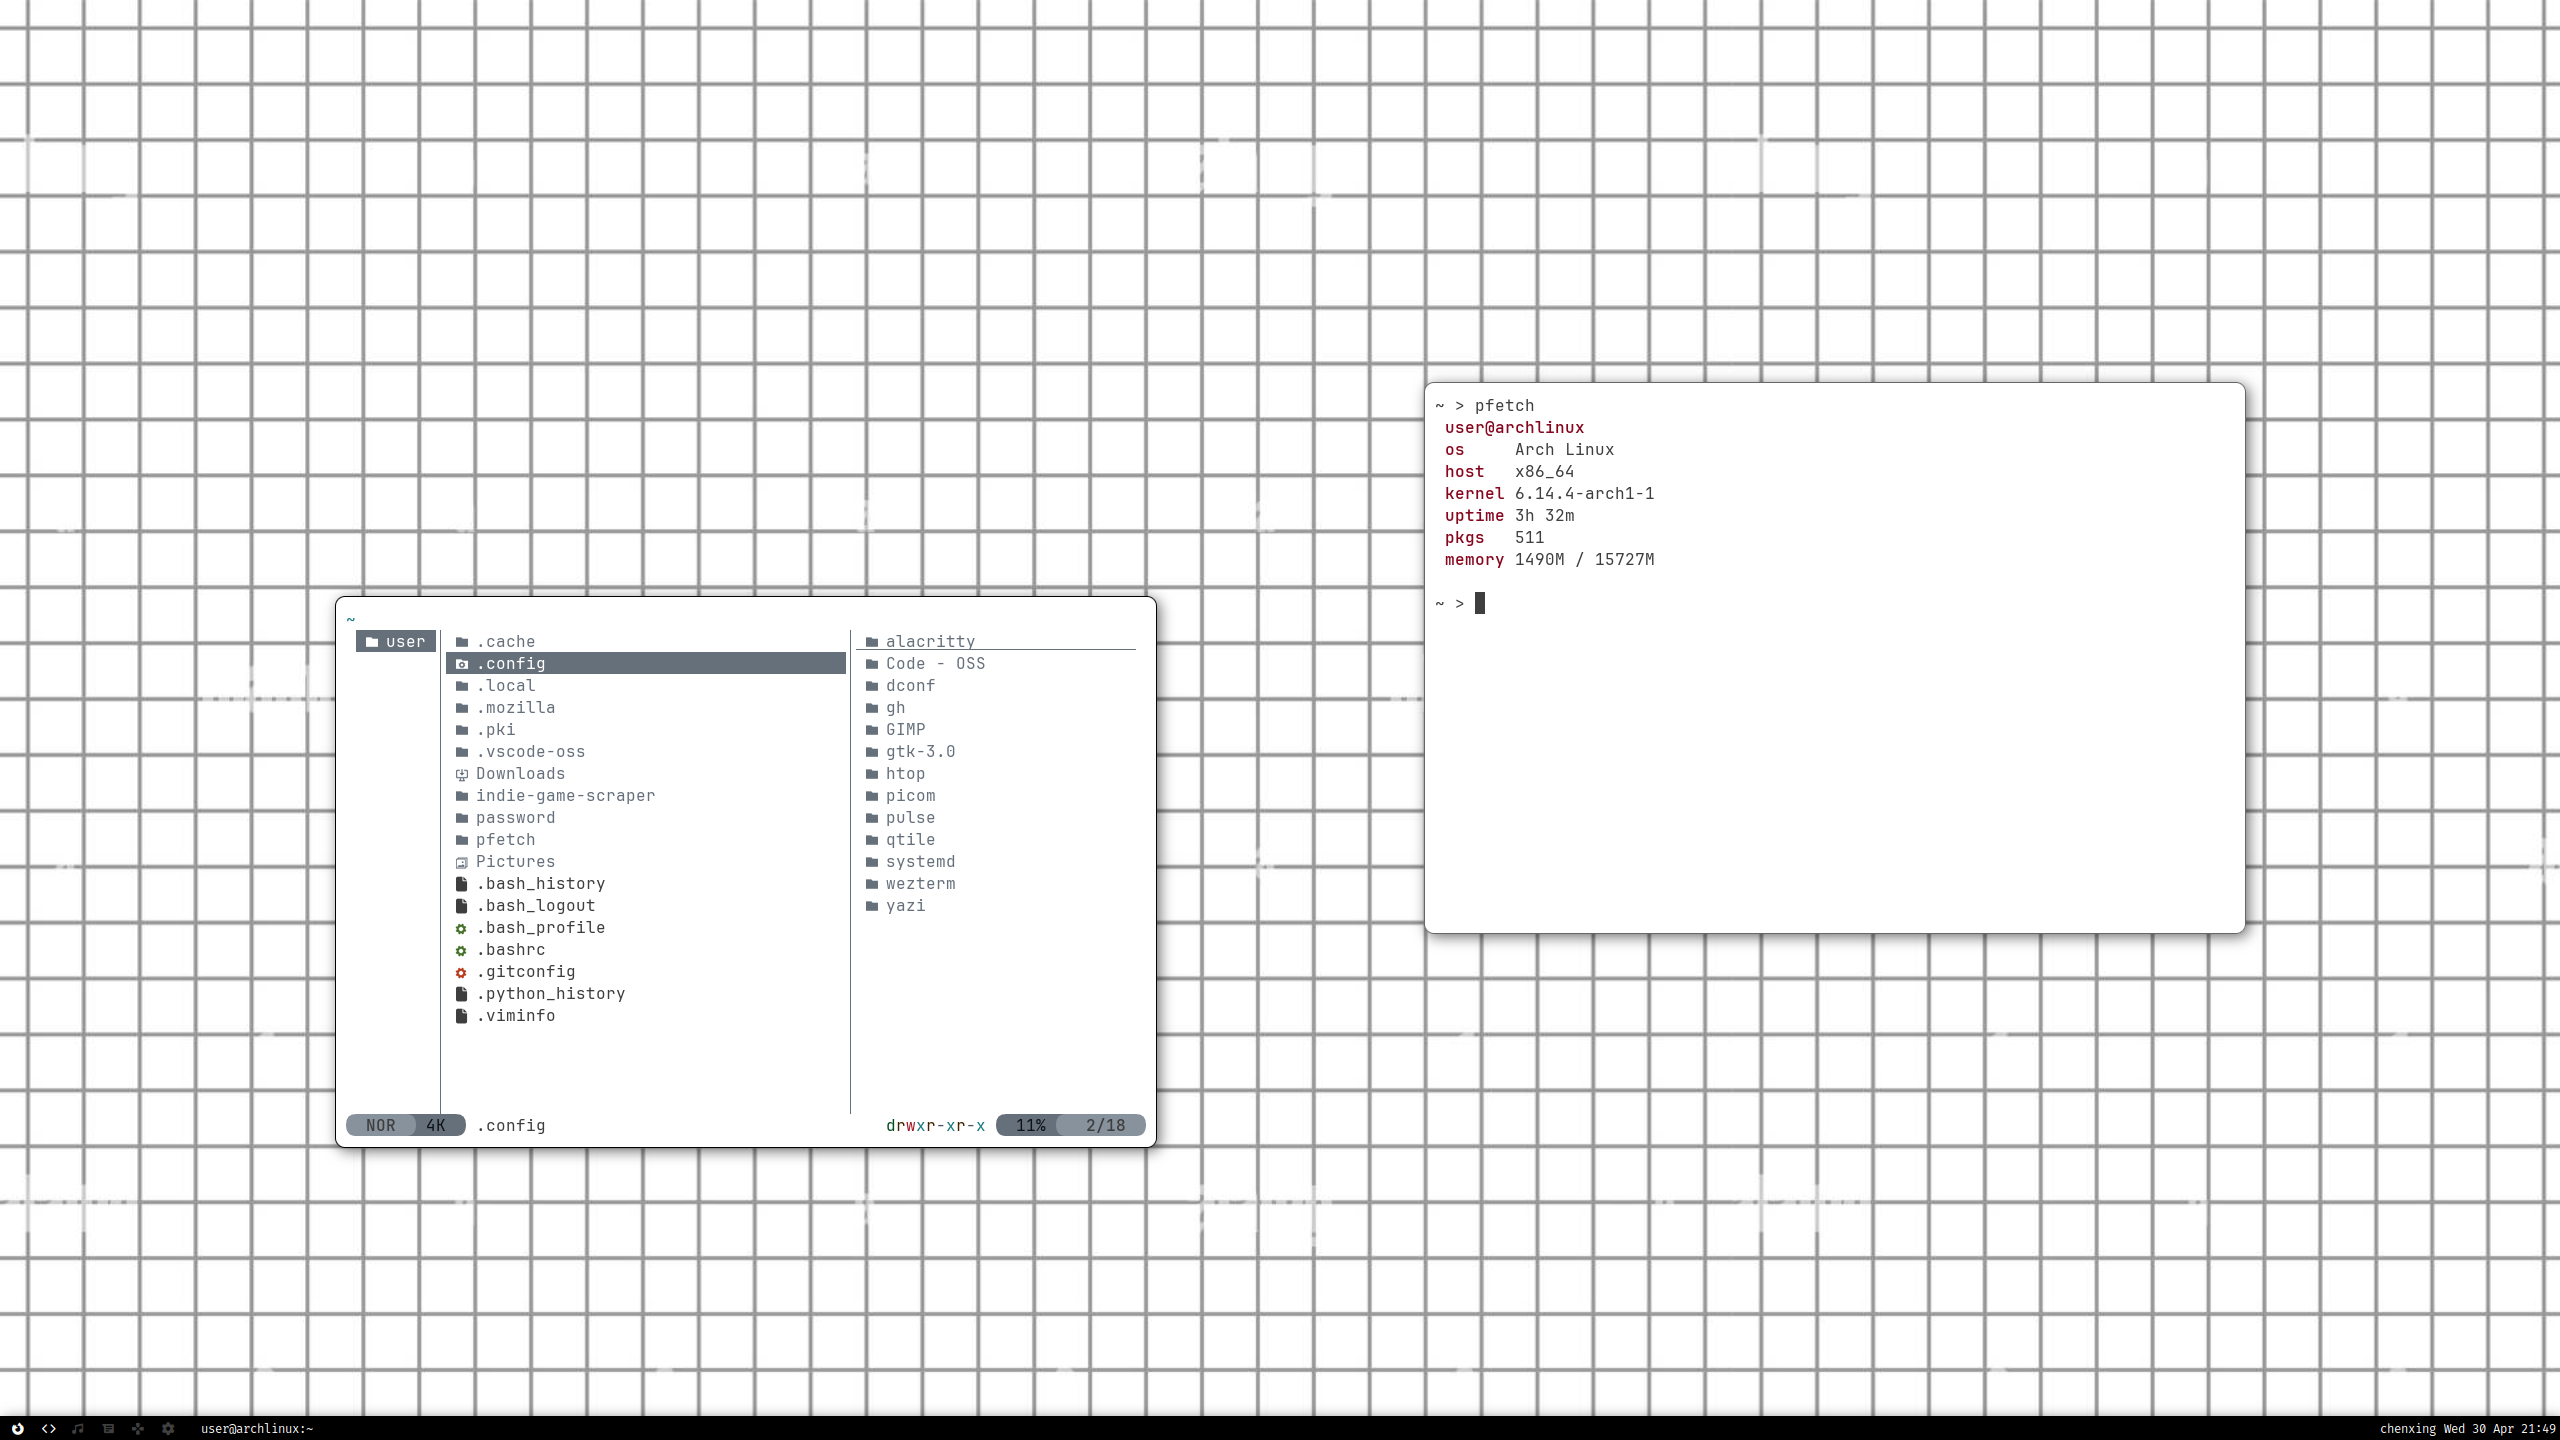 ~ > pfetch
user@archlinux
os Arch Linux
host x86_64
kernel 6.14.4-arch1-1
uptime 3h 32m
pkgs 511
memory 1490M / 15727M
~ >
~
user
.cache
.config
.local
.mozilla
.pki
.vscode-oss
Downloads
indie-game-scraper
password
pfetch
Pictures
.bash_history
.bash_logout
.bash_profile
.bashrc
.gitconfig
.python_history
.viminfo
alacritty
Code - OSS
dconf
gh
GIMP
gtk-3.0
htop
picom
pulse
qtile
systemd
wezterm
yazi
NOR 4K .config drwxr-xr-x 11% 2/18
user@archlinux:~ chenxing Wed 30 Apr 21:49